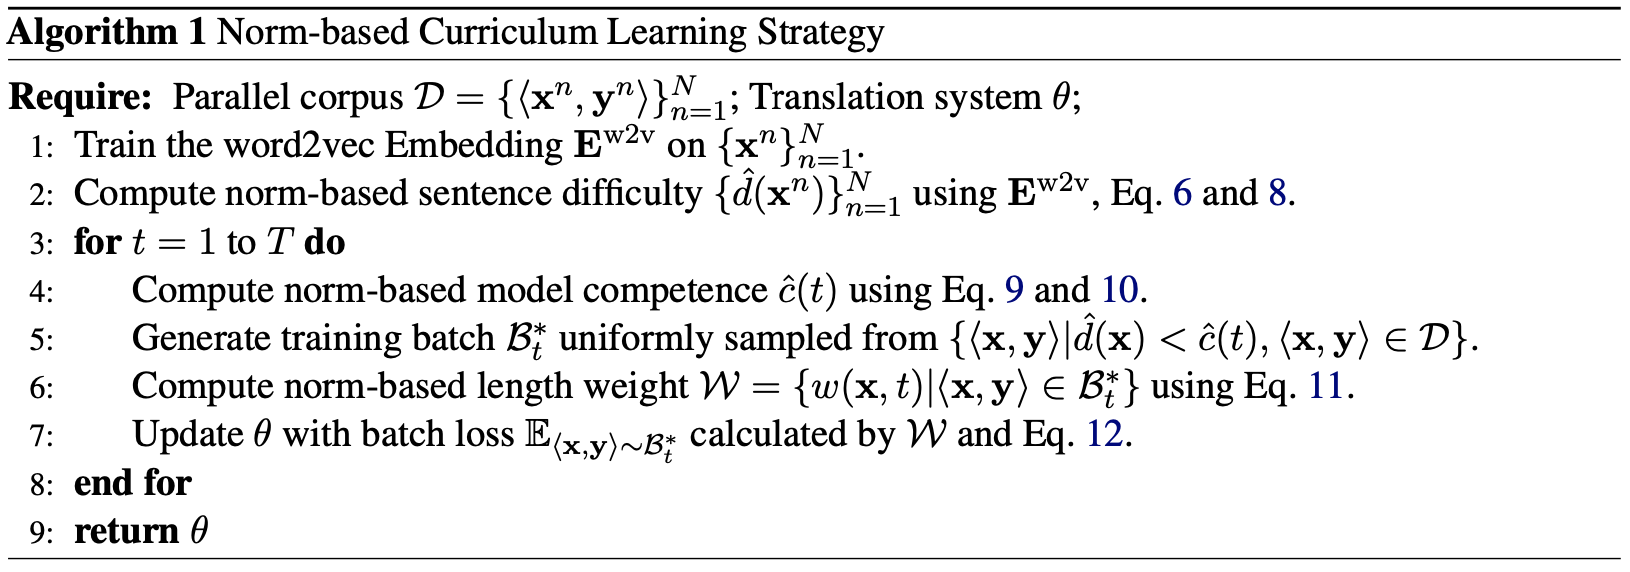 Algorithm 1 Norm-based Curriculum Learning Strategy
Require: Parallel corpus $\mathcal{D} = \{\langle \mathbf{x}^n, \mathbf{y}^n \rangle\}_{n=1}^N$; Translation system $\theta$;
1: Train the word2vec Embedding $\mathbf{E}^{\text{w2v}}$ on $\{\mathbf{x}^n\}_{n=1}^N$.
2: Compute norm-based sentence difficulty $\{\hat{d}(\mathbf{x}^n)\}_{n=1}^N$ using $\mathbf{E}^{\text{w2v}}$, Eq. 6 and 8.
3: for $t = 1$ to $T$ do
4: Compute norm-based model competence $\hat{c}(t)$ using Eq. 9 and 10.
5: Generate training batch $\mathcal{B}_t^*$ uniformly sampled from $\{\langle \mathbf{x}, \mathbf{y} \rangle | \hat{d}(\mathbf{x}) < \hat{c}(t), \langle \mathbf{x}, \mathbf{y} \rangle \in \mathcal{D}\}$.
6: Compute norm-based length weight $\mathcal{W} = \{w(\mathbf{x}, t) | \langle \mathbf{x}, \mathbf{y} \rangle \in \mathcal{B}_t^*\}$ using Eq. 11.
7: Update $\theta$ with batch loss $\mathbb{E}_{\langle \mathbf{x}, \mathbf{y} \rangle \sim \mathcal{B}_t^*}$ calculated by $\mathcal{W}$ and Eq. 12.
8: end for
9: return $\theta$